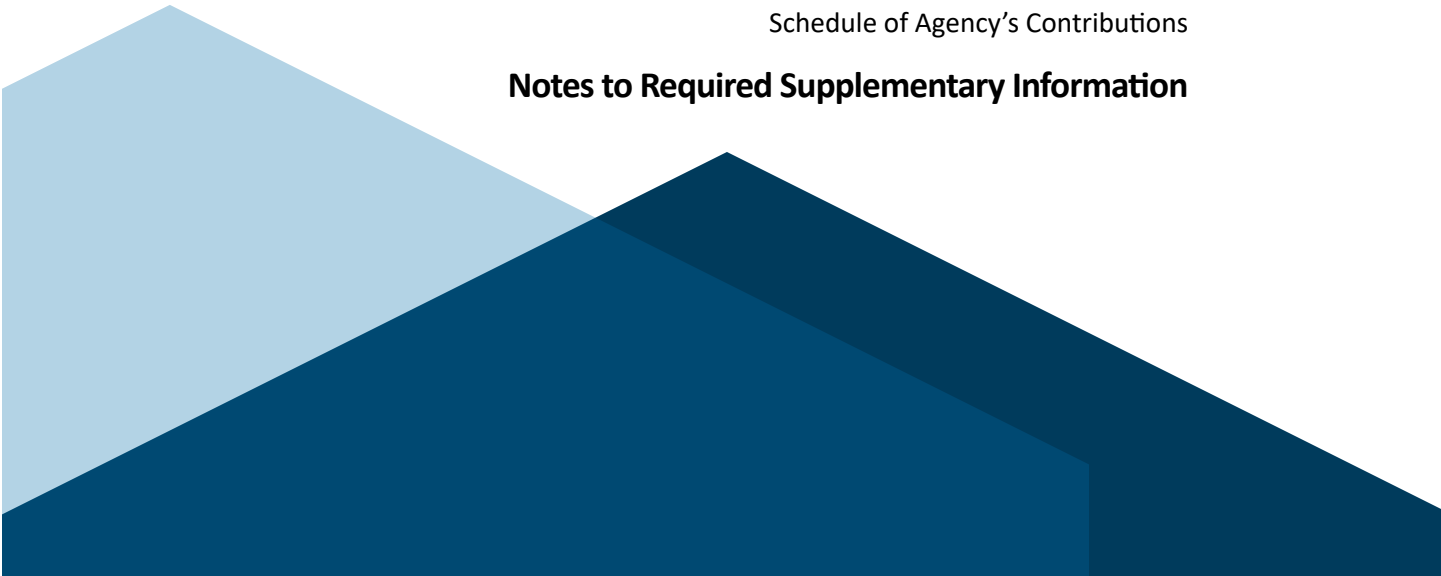 Schedule of Agency’s Contributions
Notes to Required Supplementary Information